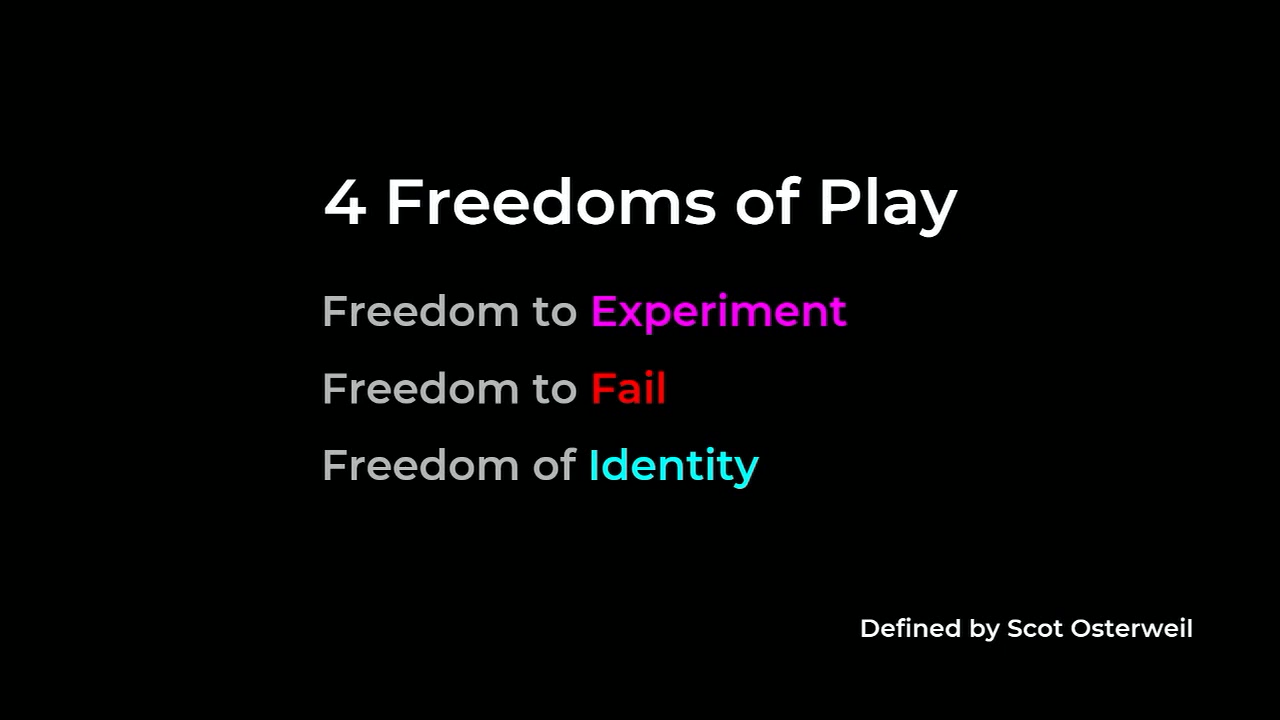 4 Freedoms of Play
Freedom to Experiment
Freedom to Fail
Freedom of Identity
Defined by Scot Osterweil